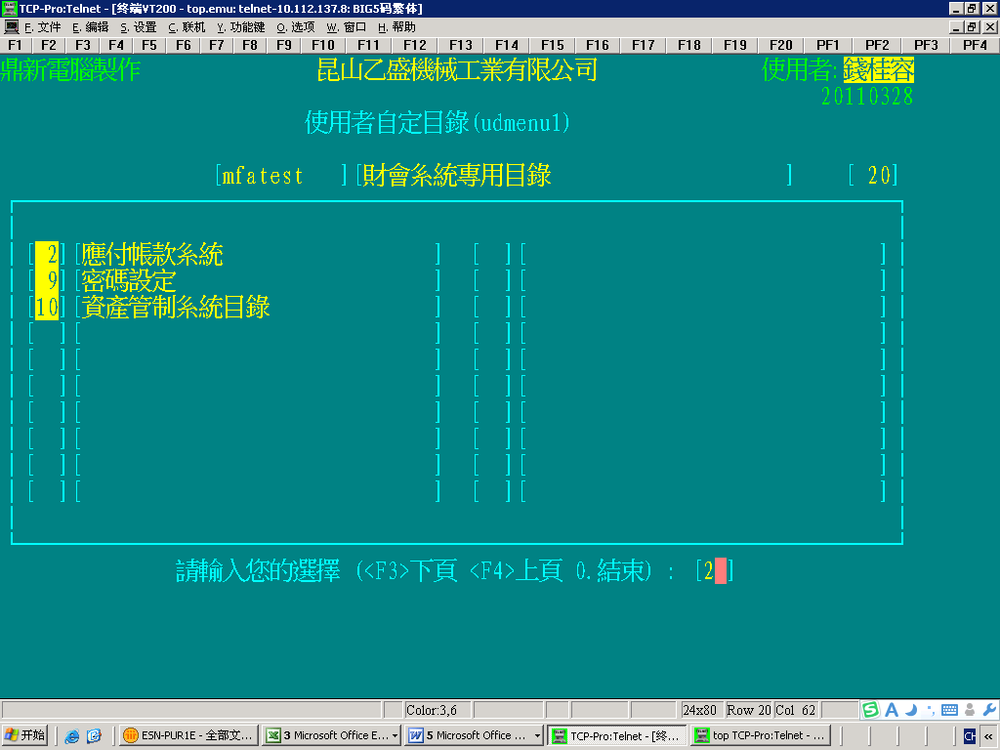 TCP-Pro:Telnet - [终端VT200 - top.emu: telnet-10.112.137.8: BIG5码繁体]
F. 文件 E. 编辑 S. 设置 C. 联机 Y. 功能键 O. 选项 W. 窗口 H. 帮助
F1 F2 F3 F4 F5 F6 F7 F8 F9 F10 F11 F12 F13 F14 F15 F16 F17 F18 F19 F20 PF1 PF2 PF3 PF4
鼎新電腦製作 昆山乙盛機械工業有限公司 使用者:錢桂容
20110328
使用者自定目錄(udmenu1)
[mfatest ][財會系統專用目錄 ] [ 20]
[ 2] [應付帳款系統 ] [ ][ ]
[ 9] [密碼設定 ] [ ][ ]
[10] [資產管制系統目錄 ] [ ][ ]
[ ] [ ] [ ][ ]
[ ] [ ] [ ][ ]
[ ] [ ] [ ][ ]
[ ] [ ] [ ][ ]
[ ] [ ] [ ][ ]
[ ] [ ] [ ][ ]
[ ] [ ] [ ][ ]
請輸入您的選擇 (<F3>下頁 <F4>上頁 0.結束) : [2 ]
Color:3,6 24x80 Row 20 Col 62
开始 ESN-PUR1E - 全部文... 3 Microsoft Office E... 5 Microsoft Office ... TCP-Pro:Telnet - [终... top TCP-Pro:Telnet - ... CH «